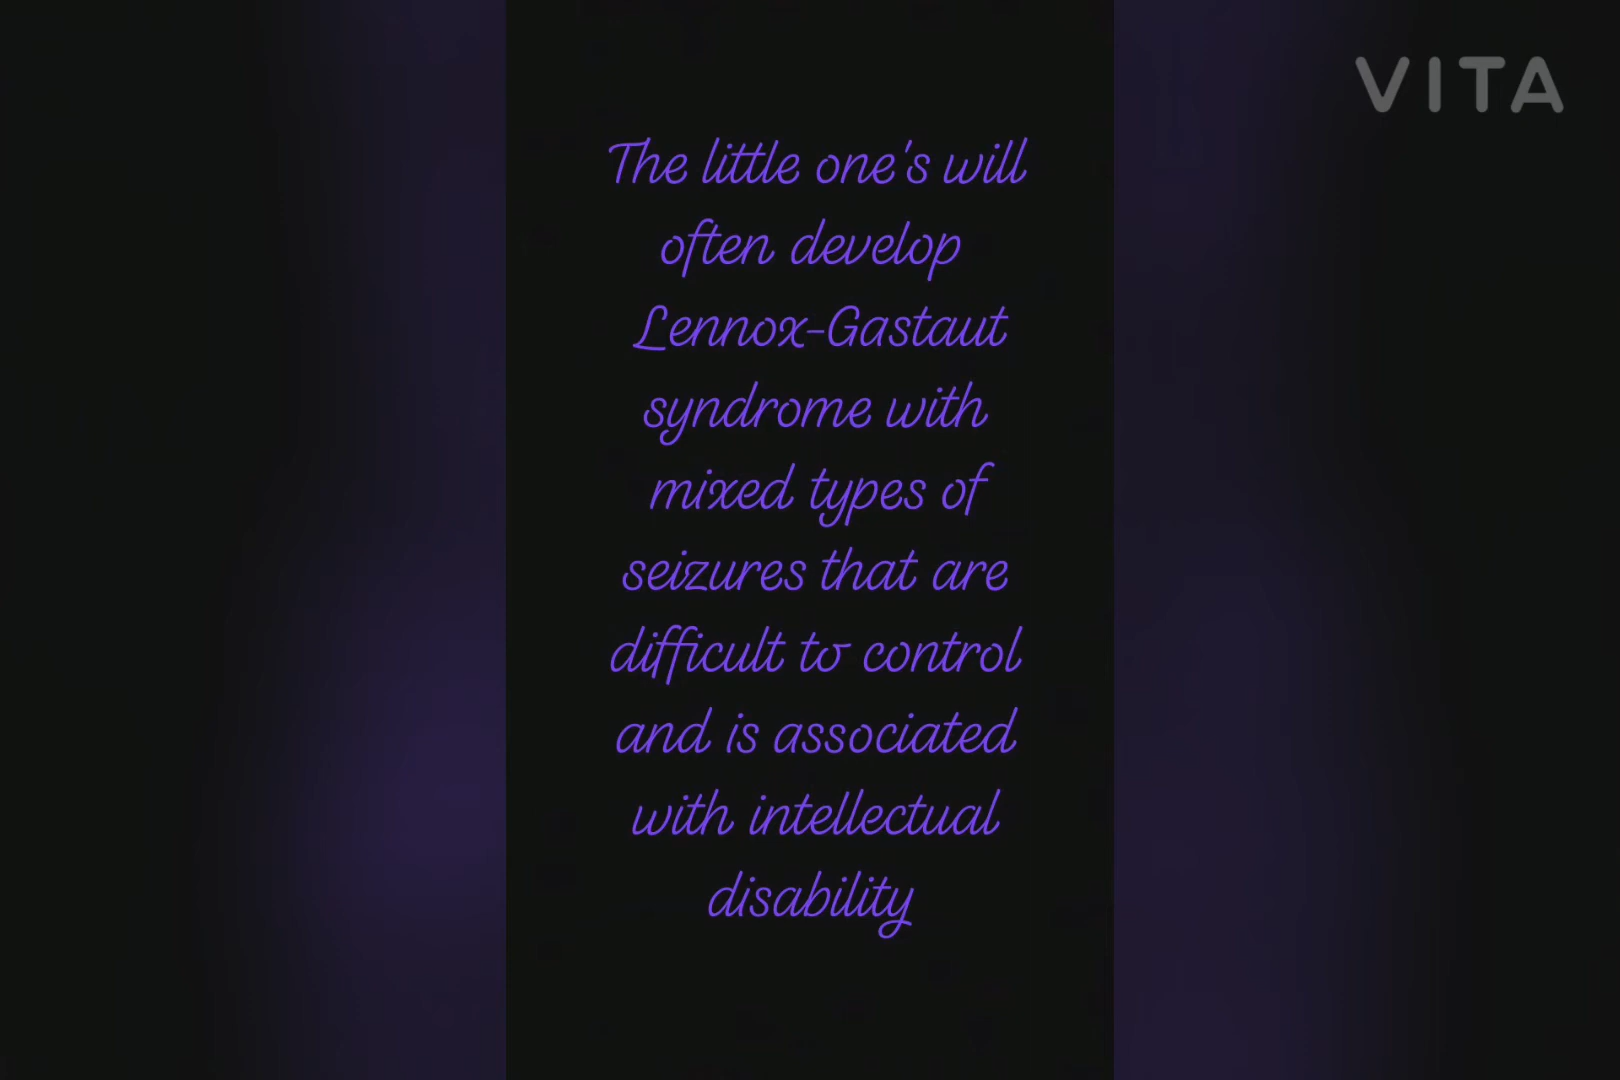 VITA
The little one's will
often develop
Lennox-Gastaut
syndrome with
mixed types of
seizures that are
difficult to control
and is associated
with intellectual
disability